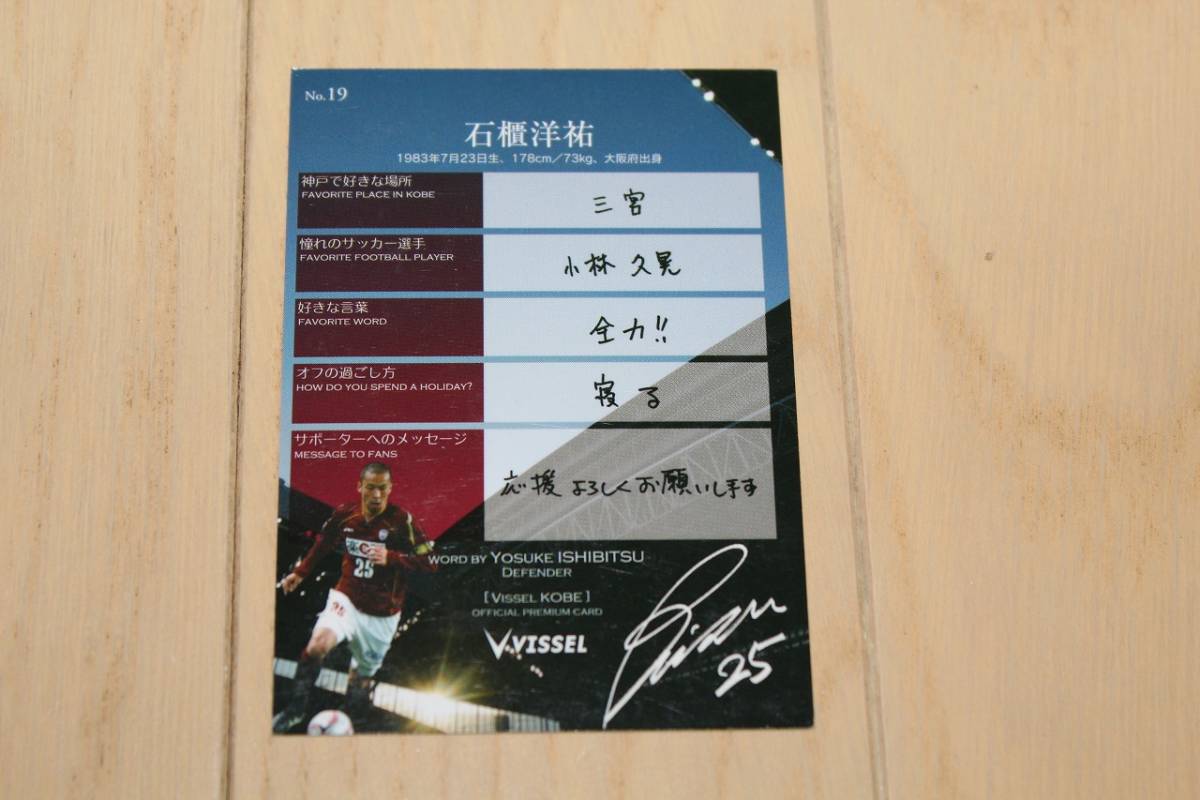 No.19
石櫃洋祐
1983年7月23日生、178cm／73kg、大阪府出身
神戸で好きな場所
FAVORITE PLACE IN KOBE
三宮
憧れのサッカー選手
FAVORITE FOOTBALL PLAYER
小林 久晃
好きな言葉
FAVORITE WORD
全力!!
オフの過ごし方
HOW DO YOU SPEND A HOLIDAY?
寝る
サポーターへのメッセージ
MESSAGE TO FANS
応援よろしくお願いします
WORD BY YOSUKE ISHIBITSU
DEFENDER
[VISSEL KOBE]
OFFICIAL PREMIUM CARD
VISSEL
25
25